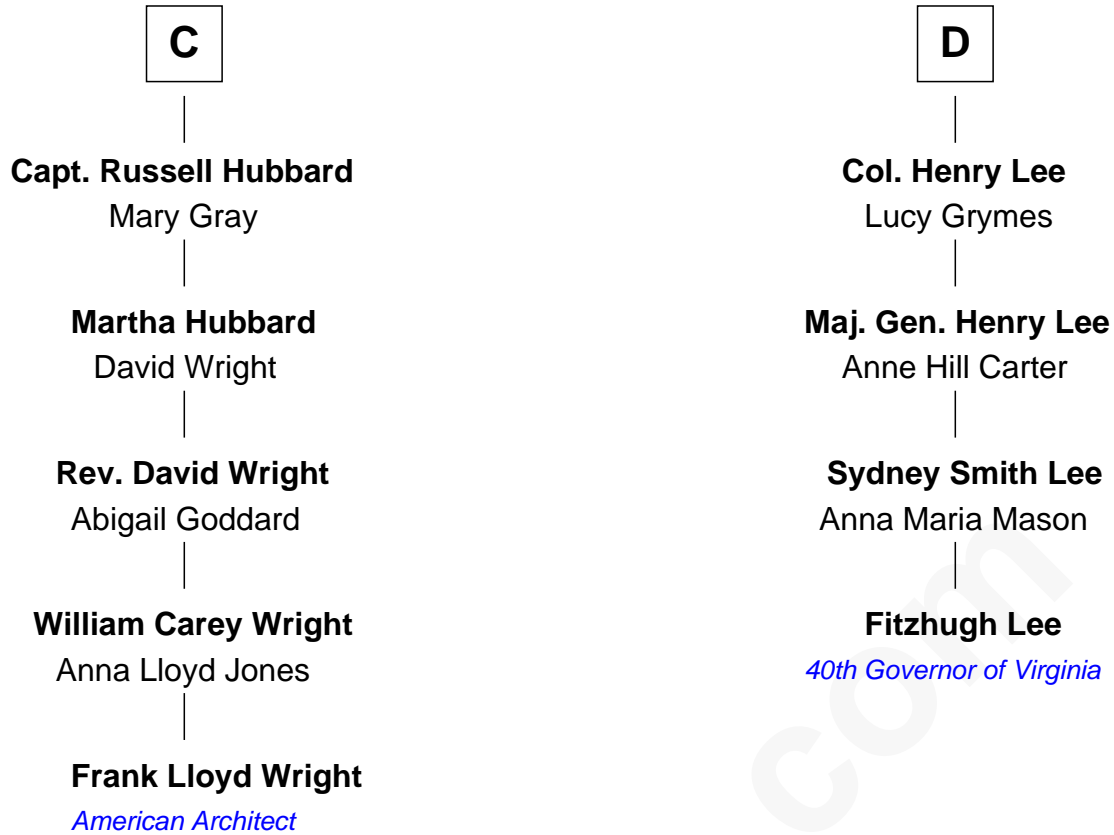 C
Capt. Russell Hubbard
Mary Gray
Martha Hubbard
David Wright
Rev. David Wright
Abigail Goddard
William Carey Wright
Anna Lloyd Jones
Frank Lloyd Wright
American Architect
D
Col. Henry Lee
Lucy Grymes
Maj. Gen. Henry Lee
Anne Hill Carter
Sydney Smith Lee
Anna Maria Mason
Fitzhugh Lee
40th Governor of Virginia
com